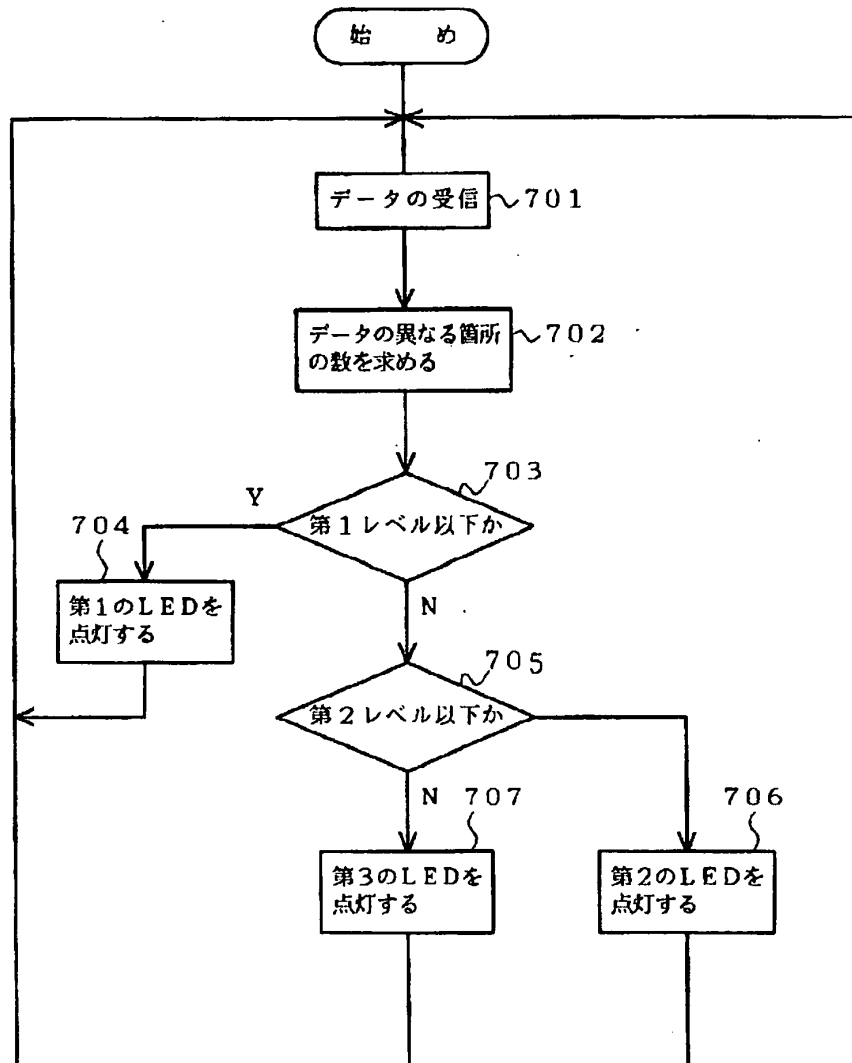 始 め
データの受信
701
データの異なる箇所
の数を求める
702
703
第1レベル以下か
Y
704
第1のLEDを
点灯する
N
705
第2レベル以下か
N
707
706
第3のLEDを
点灯する
第2のLEDを
点灯する